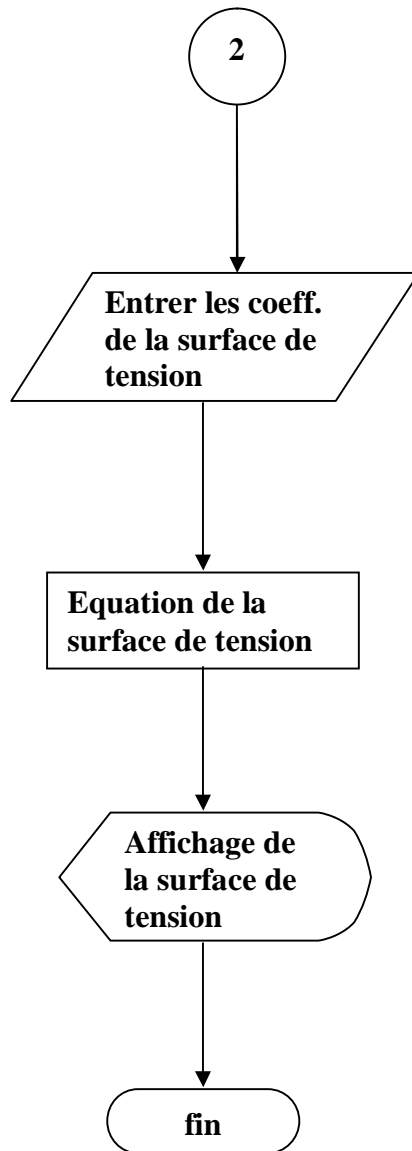 2
Entrer les coeff.
de la surface de
tension
Equation de la
surface de tension
Affichage de
la surface de
tension
fin